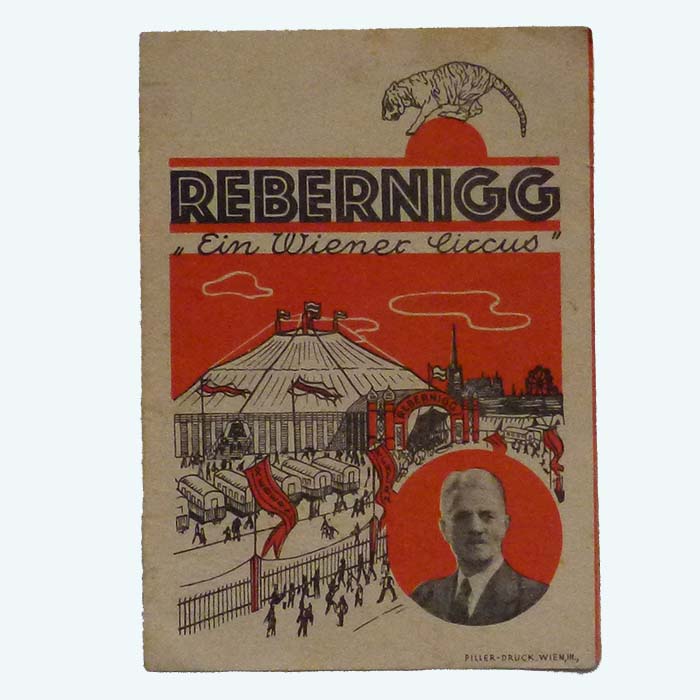 REBERNIGG
„Ein Wiener Circus"
REBERNIGG
PILLER-DRUCK, WIEN, III.,